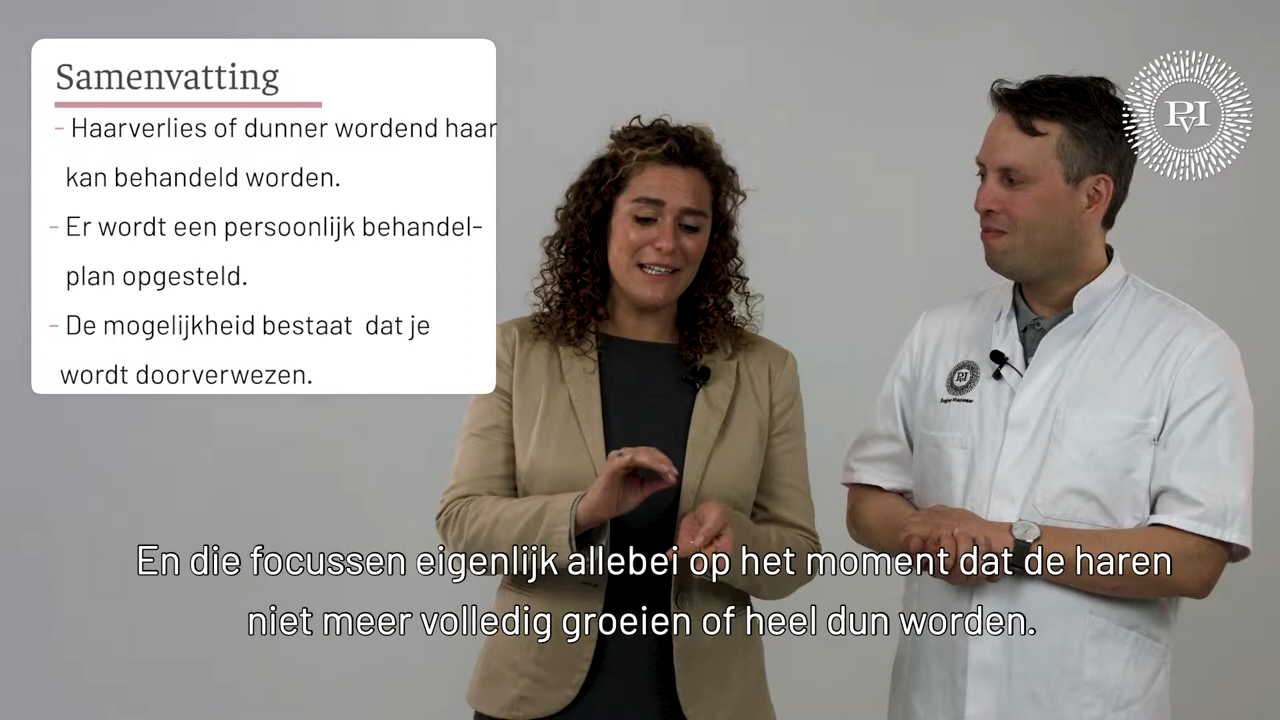 Samenvatting
- Haarverlies of dunner wordend haar
kan behandeld worden.
- Er wordt een persoonlijk behandel-
plan opgesteld.
- De mogelijkheid bestaat dat je
wordt doorverwezen.
PVI
PVI
En die focussen eigenlijk allebei op het moment dat de haren
niet meer volledig groeien of heel dun worden.